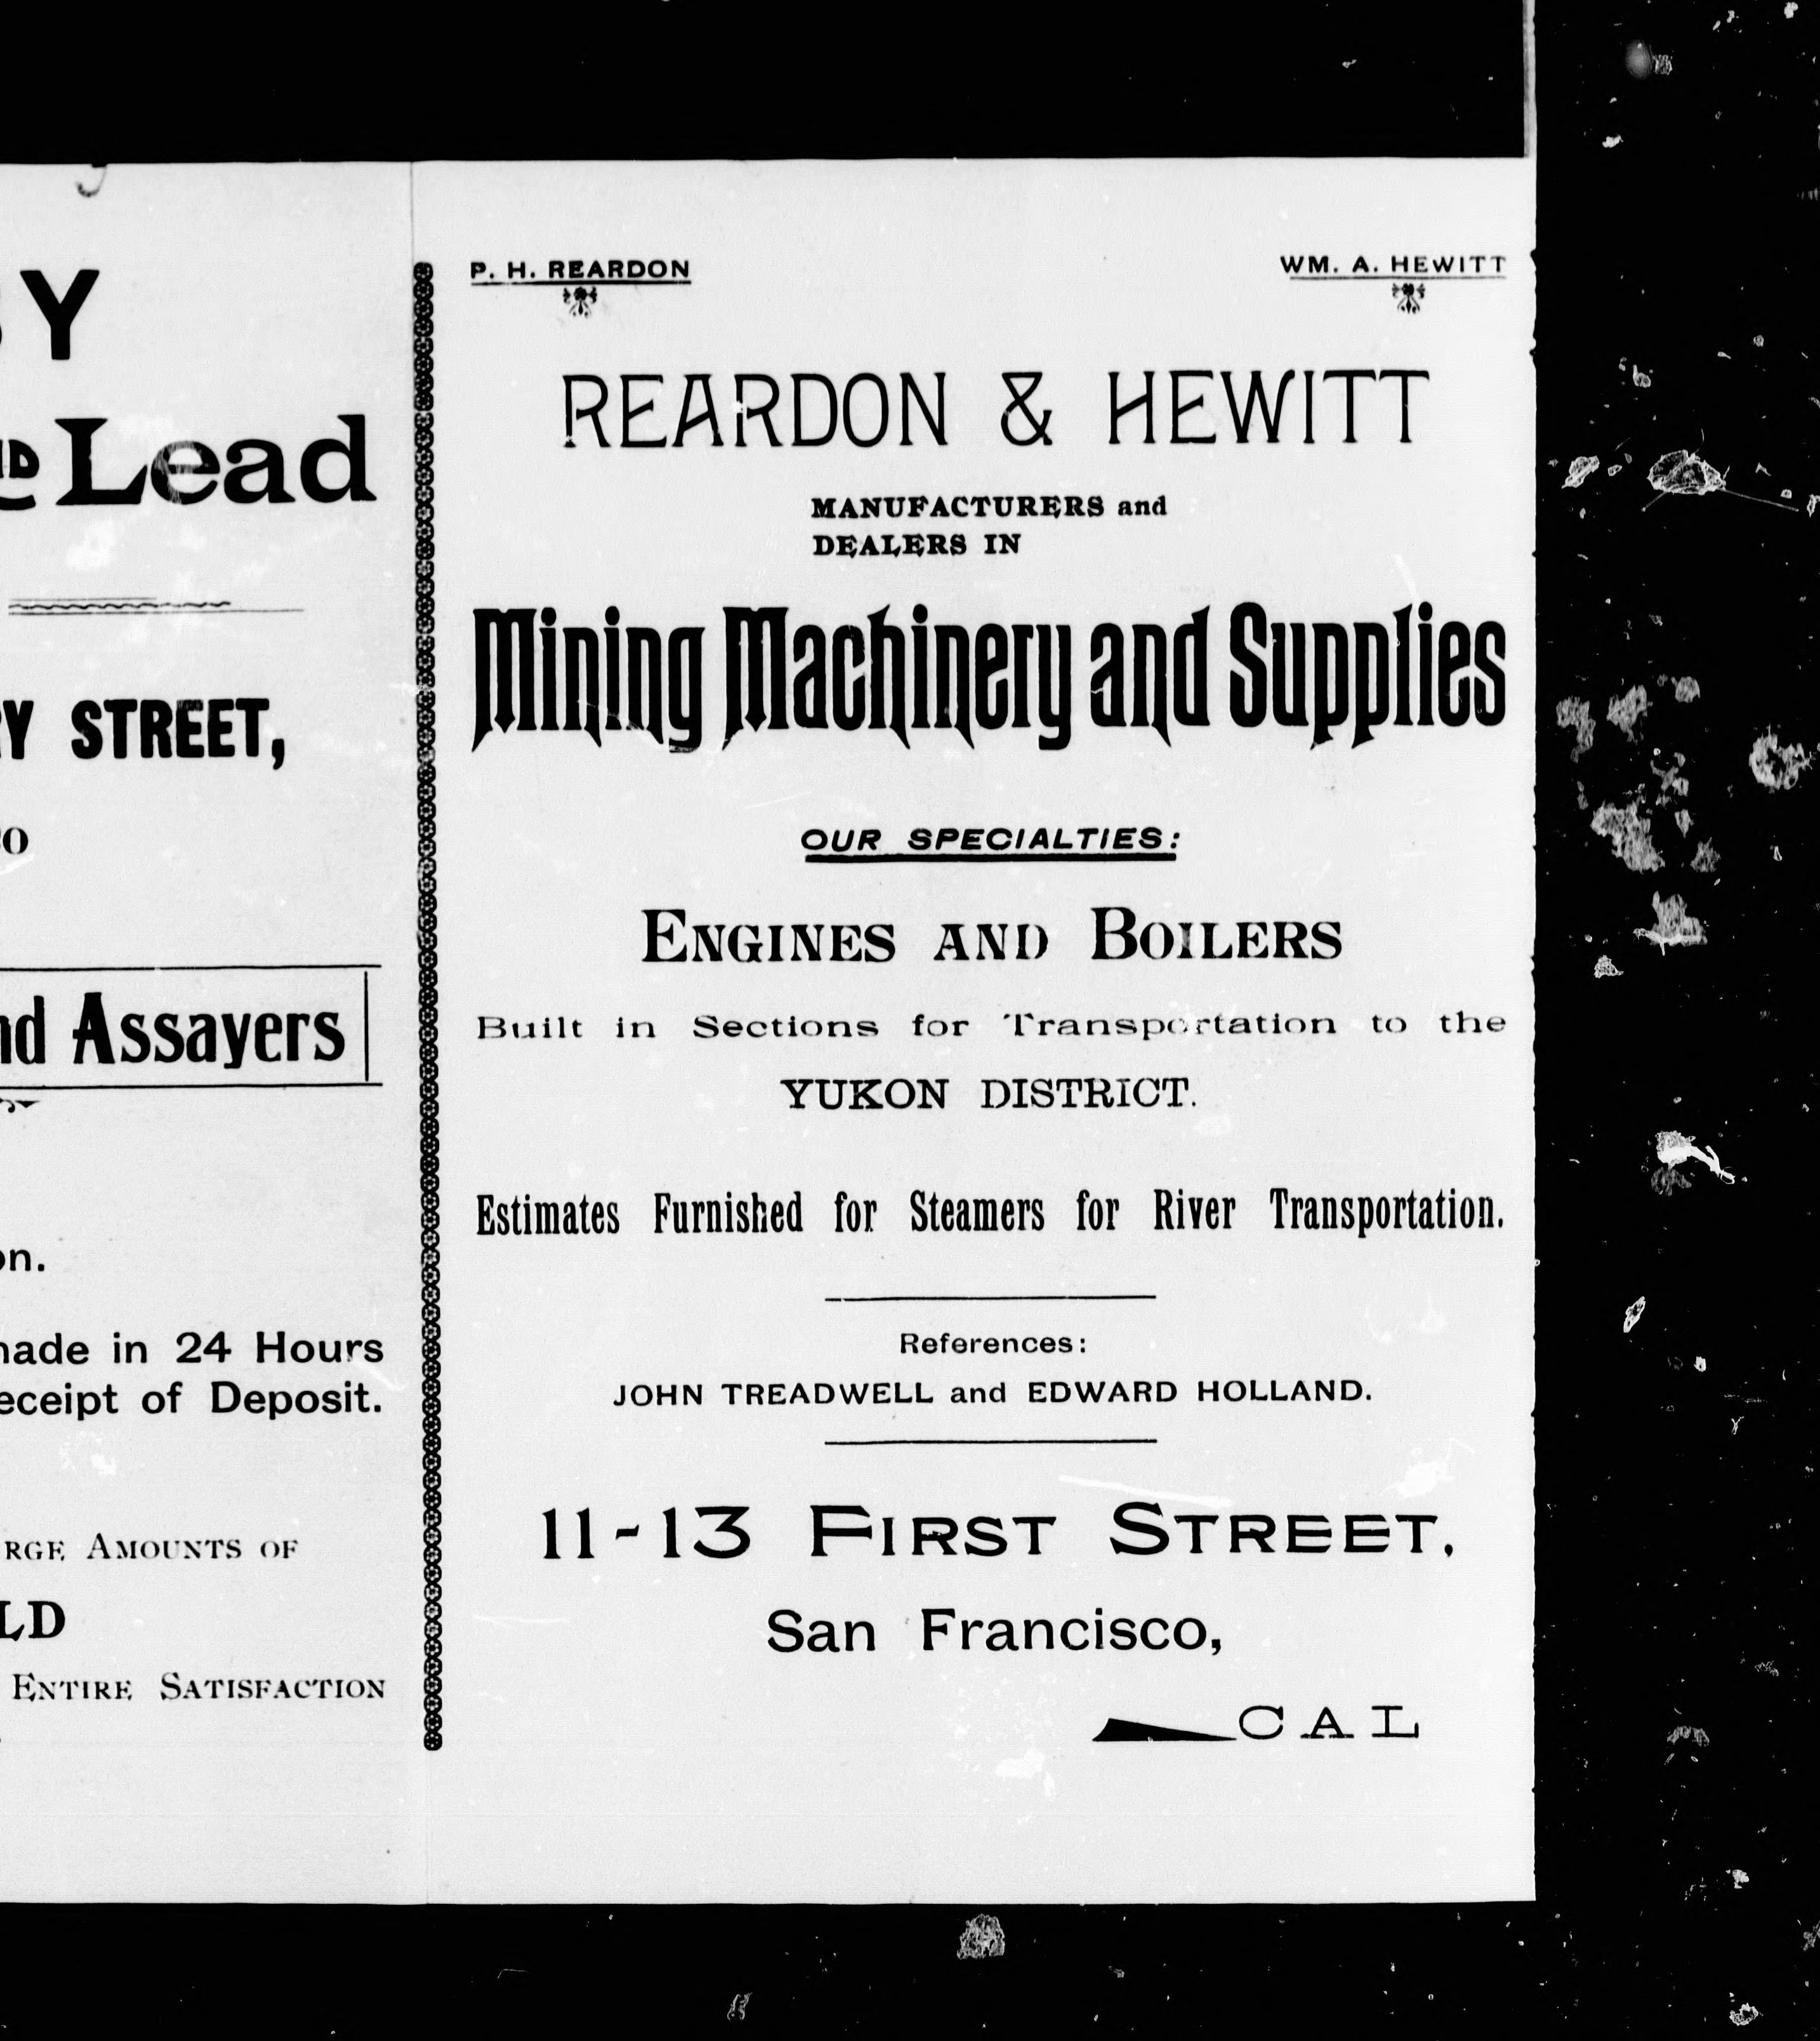 Y
Lead
STREET,
nd Assayers
on.
made in 24 Hours
receipt of Deposit.
RGE AMOUNTS OF
LD
ENTIRE SATISFACTION
P. H. REARDON
WM. A. HEWITT
REARDON & HEWITT
MANUFACTURERS and
DEALERS IN
Mining Machinery and Supplies
OUR SPECIALTIES:
ENGINES AND BOILERS
Built in Sections for Transportation to the
YUKON DISTRICT.
Estimates Furnished for Steamers for River Transportation.
References:
JOHN TREADWELL and EDWARD HOLLAND.
11-13 FIRST STREET,
San Francisco,
CAL